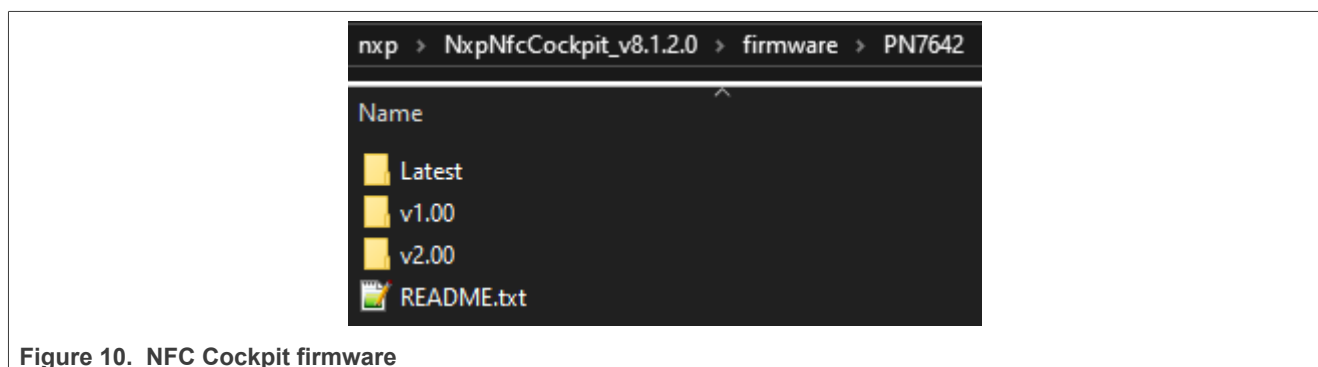 nxp > NxpNfcCockpit_v8.1.2.0 > firmware > PN7642
Name
Latest
v1.00
v2.00
README.txt
Figure 10. NFC Cockpit firmware